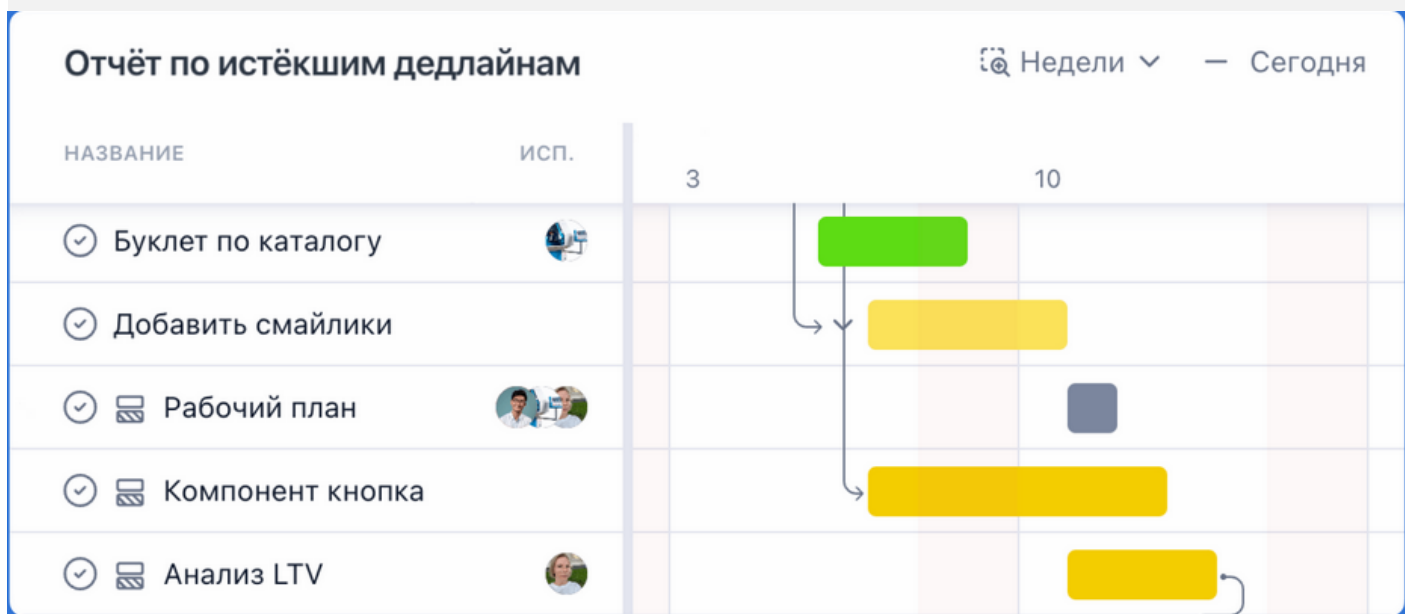 Отчёт по истёкшим дедлайнам
Недели — Сегодня
НАЗВАНИЕ ИСП.
3 10
Буклет по каталогу
Добавить смайлики
Рабочий план
Компонент кнопка
Анализ LTV